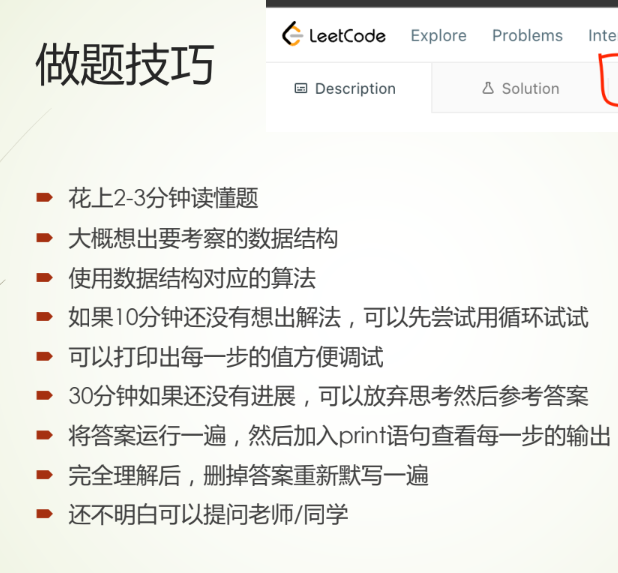 做题技巧
LeetCode Explore Problems
Description Solution
花上2-3分钟读懂题
大概想出要考察的数据结构
使用数据结构对应的算法
如果10分钟还没有想出解法，可以先尝试用循环试试
可以打印出每一步的值方便调试
30分钟如果还没有进展，可以放弃思考然后参考答案
将答案运行一遍，然后加入print语句查看每一步的输出
完全理解后，删掉答案重新默写一遍
还不明白可以提问老师/同学